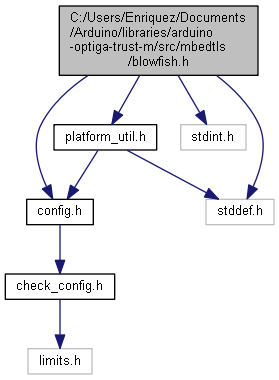 C:/Users/Enriquez/Documents
/Arduino/libraries/arduino
-optiga-trust-m/src/mbedtls
/blowfish.h
platform_util.h
stdint.h
config.h
stddef.h
check_config.h
limits.h